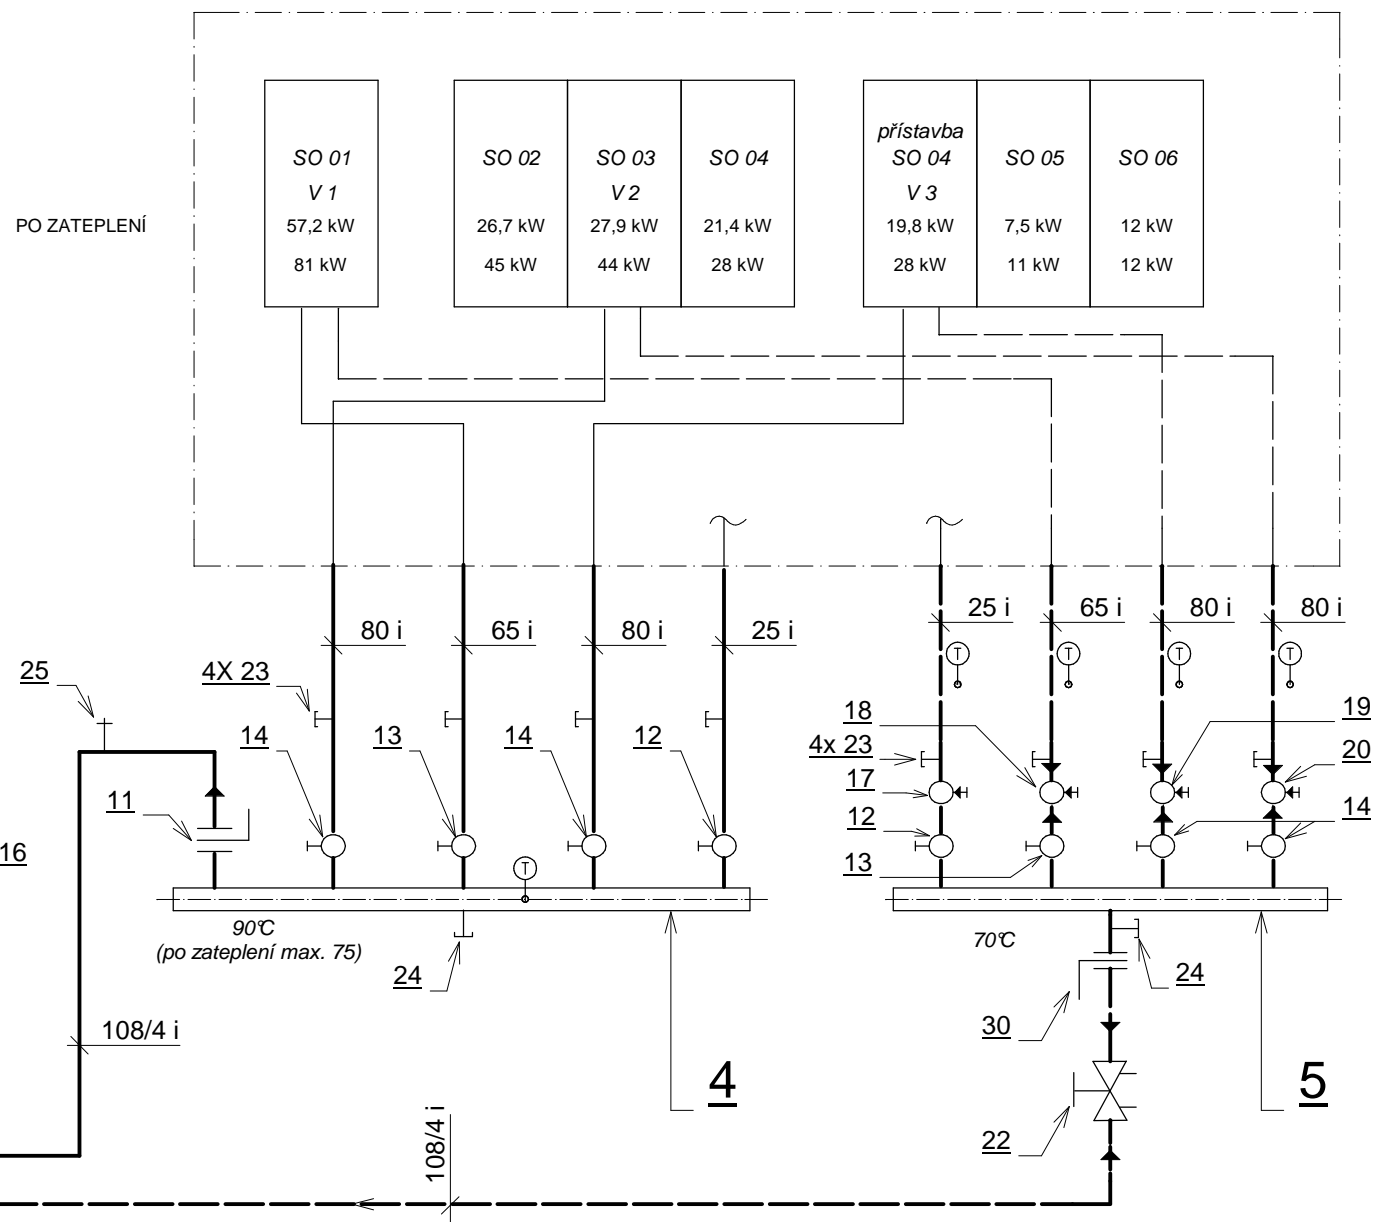 přístavba
SO 01
SO 02
SO 03
SO 04
SO 04
SO 05
SO 06
V 1
V 2
V 3
PO ZATEPLENÍ
57,2 kW
26,7 kW
27,9 kW
21,4 kW
19,8 kW
7,5 kW
12 kW
81 kW
45 kW
44 kW
28 kW
28 kW
11 kW
12 kW
80 i
65 i
80 i
25 i
25 i
65 i
80 i
80 i
T
T
T
T
25
4X 23
14
13
14
12
18
19
4x 23
20
11
17
12
14
16
13
T
90°C
(po zateplení max. 75)
70°C
24
24
30
108/4 i
4
5
22
108/4 i